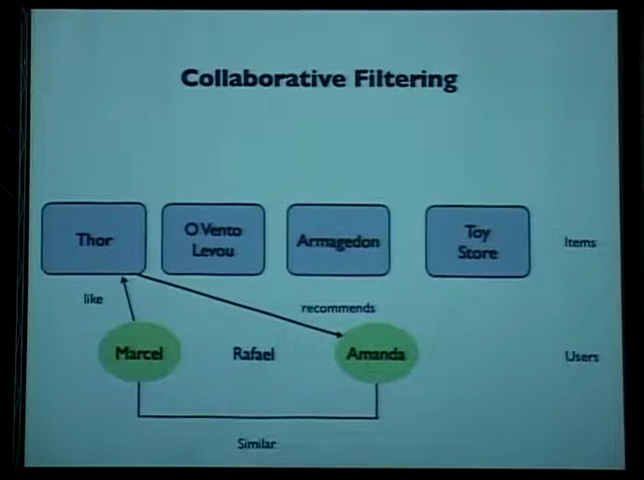 Collaborative Filtering
Thor
O Vento
Levou
Armagedon
Toy
Store
Items
like
recommends
Marcel
Rafael
Amanda
Users
Similar